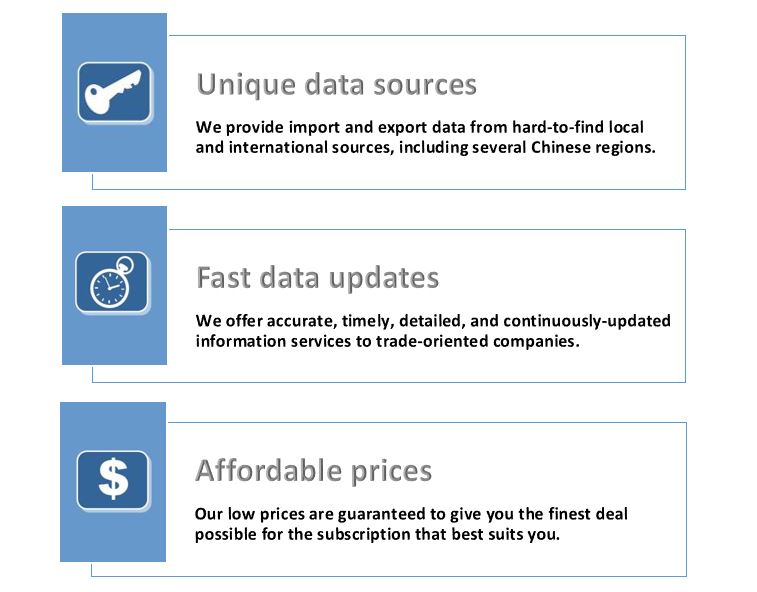 Unique data sources
We provide import and export data from hard-to-find local
and international sources, including several Chinese regions.
Fast data updates
We offer accurate, timely, detailed, and continuously-updated
information services to trade-oriented companies.
$
Affordable prices
Our low prices are guaranteed to give you the finest deal
possible for the subscription that best suits you.